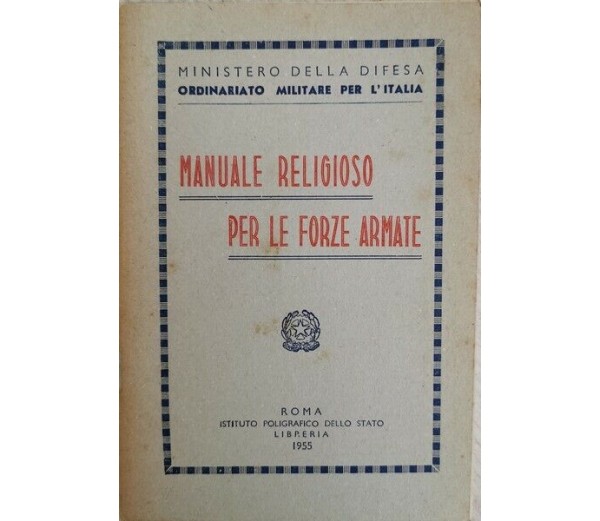 MINISTERO DELLA DIFESA
ORDINARIATO MILITARE PER L'ITALIA
MANUALE RELIGIOSO
PER LE FORZE ARMATE
ROMA
ISTITUTO POLIGRAFICO DELLO STATO
LIBRERIA
1955